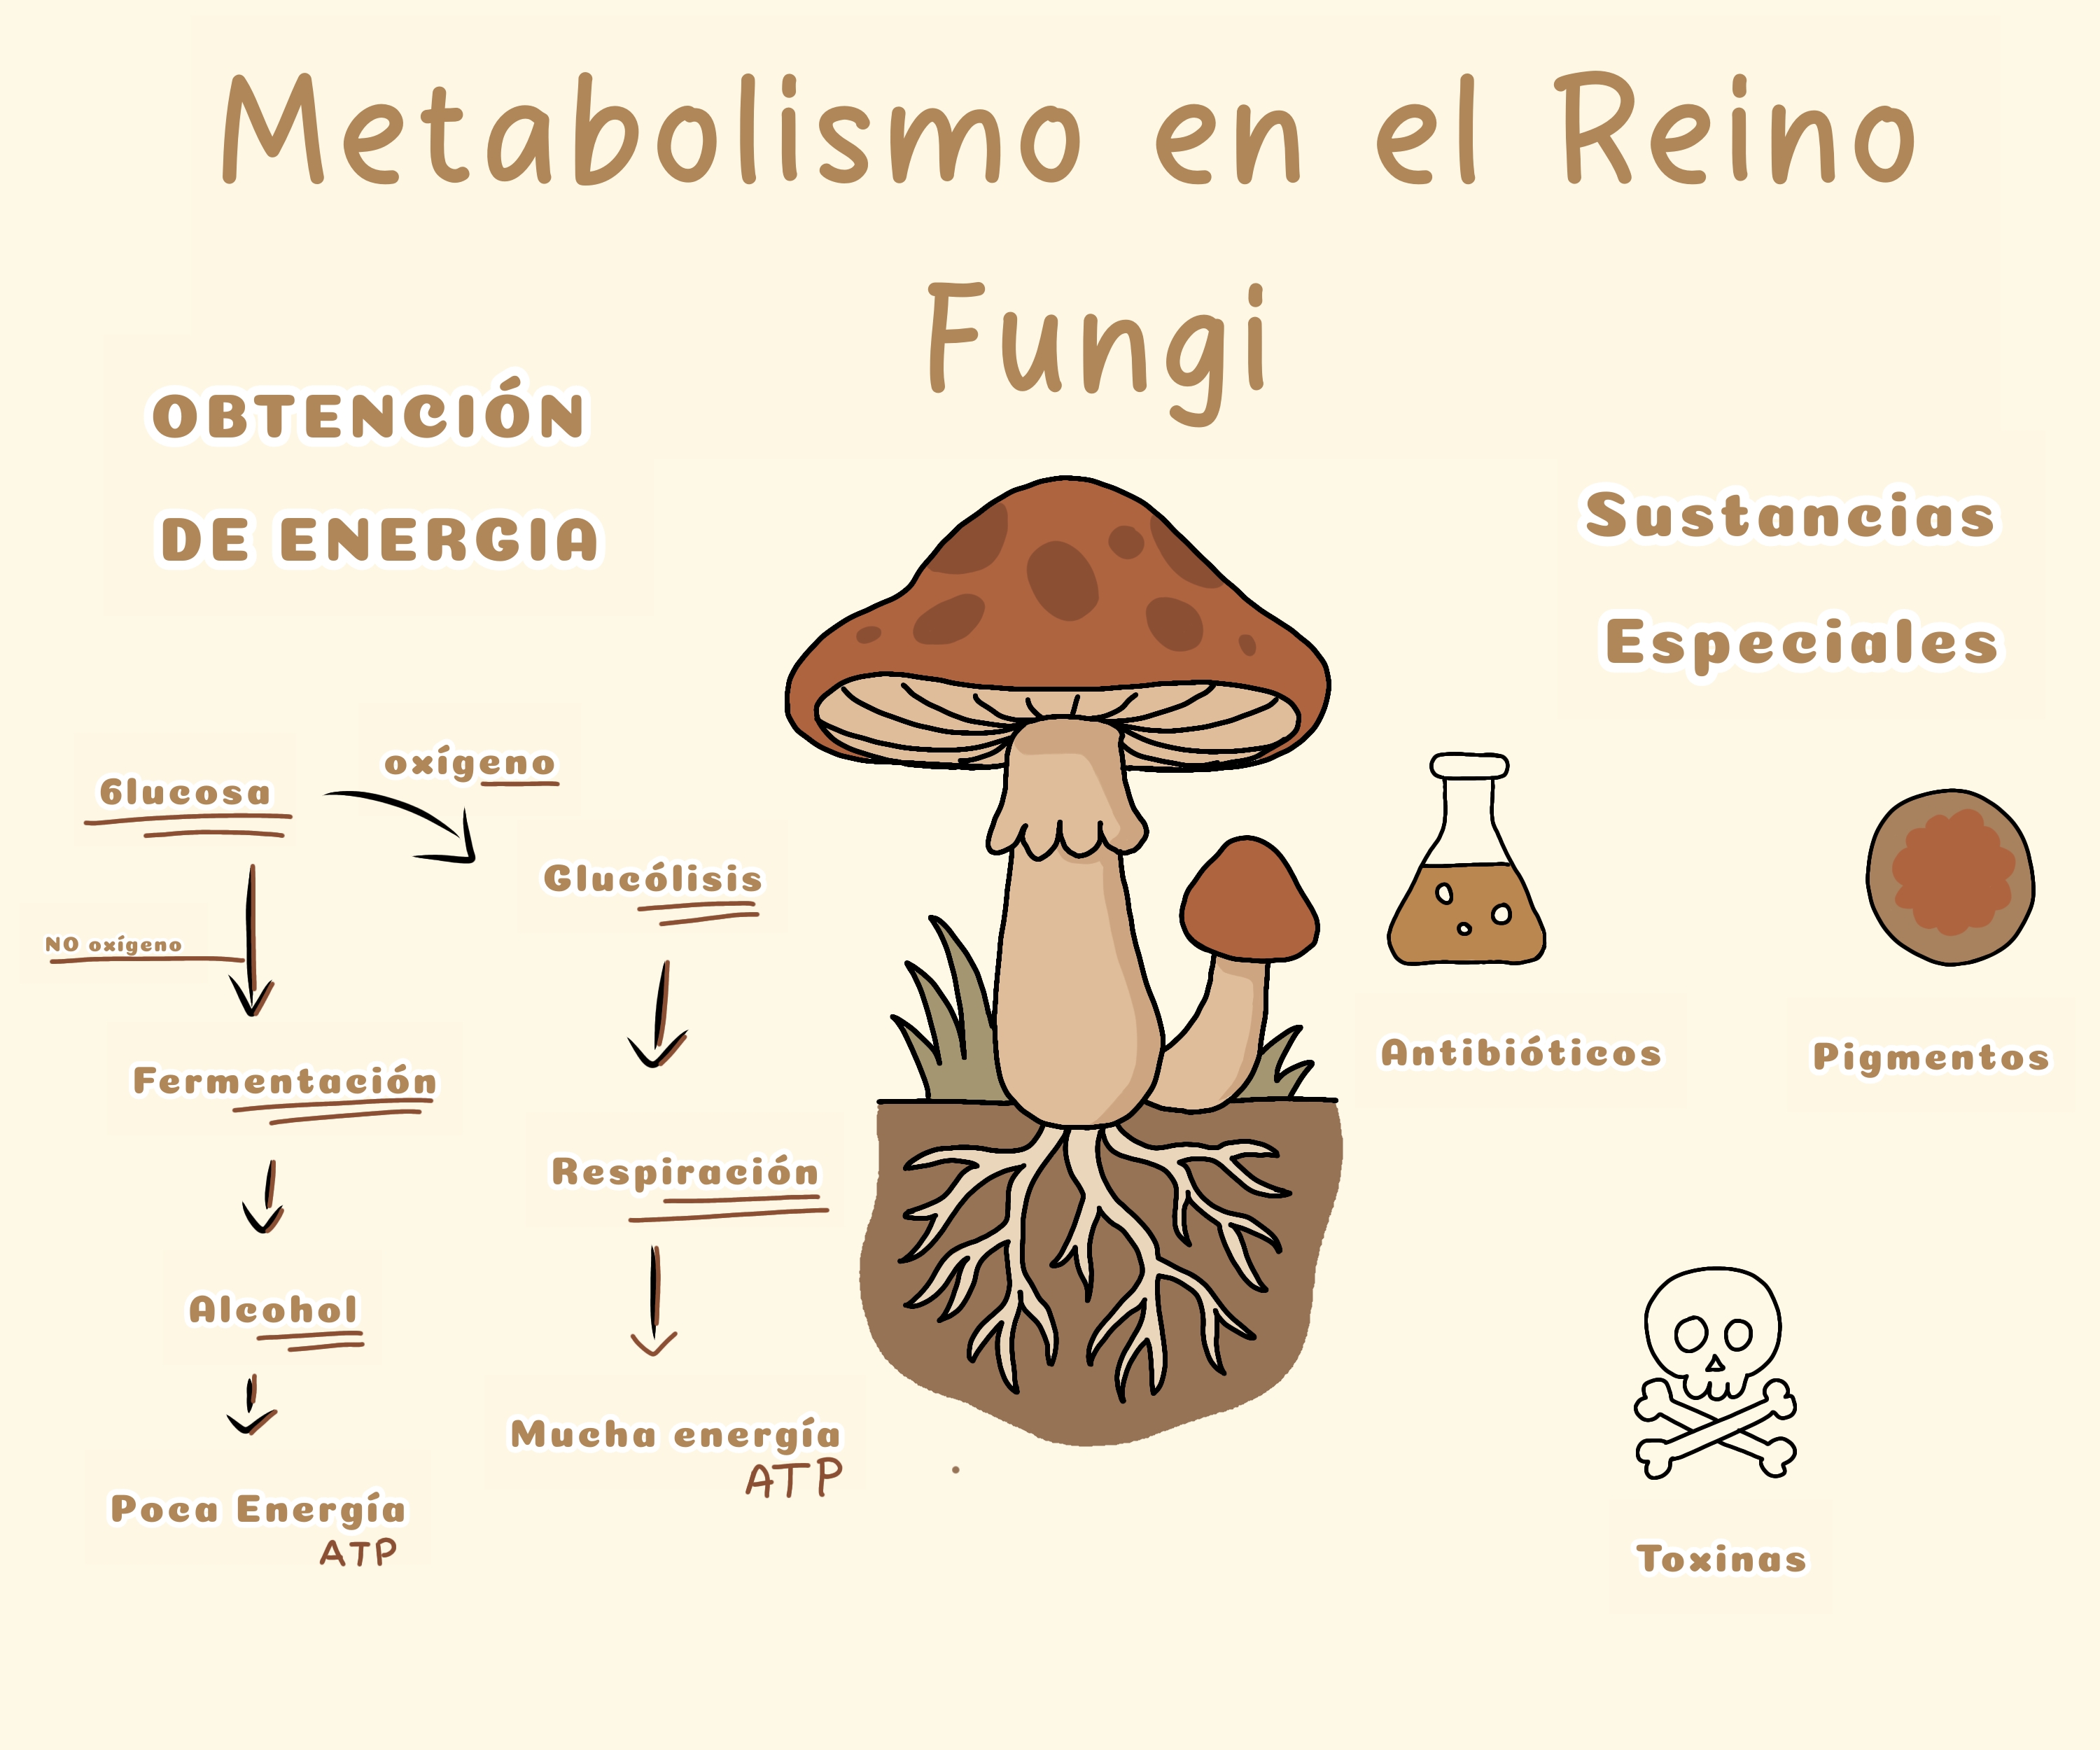 Metabolismo en el Reino
Fungi
OBTENCIÓN
DE ENERGIA
Glucosa
oxígeno
NO oxígeno
Glucólisis
Fermentación
Respiración
Alcohol
Mucha energía
ATP
Poca Energía
ATP
Sustancias
Especiales
Antibióticos
Pigmentos
Toxinas